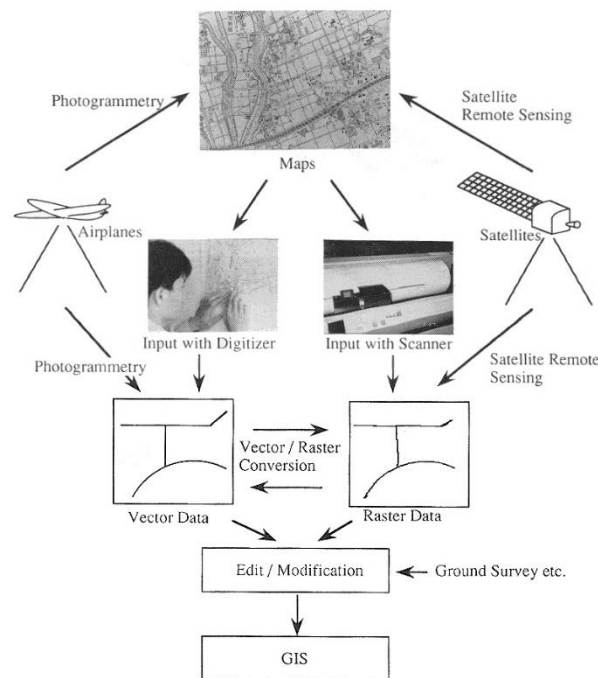 Photogrammetry
Satellite
Remote Sensing
Maps
Airplanes
Satellites
Input with Digitizer
Input with Scanner
Photogrammetry
Satellite Remote
Sensing
Vector / Raster
Conversion
Vector Data
Raster Data
Edit / Modification
Ground Survey etc.
GIS